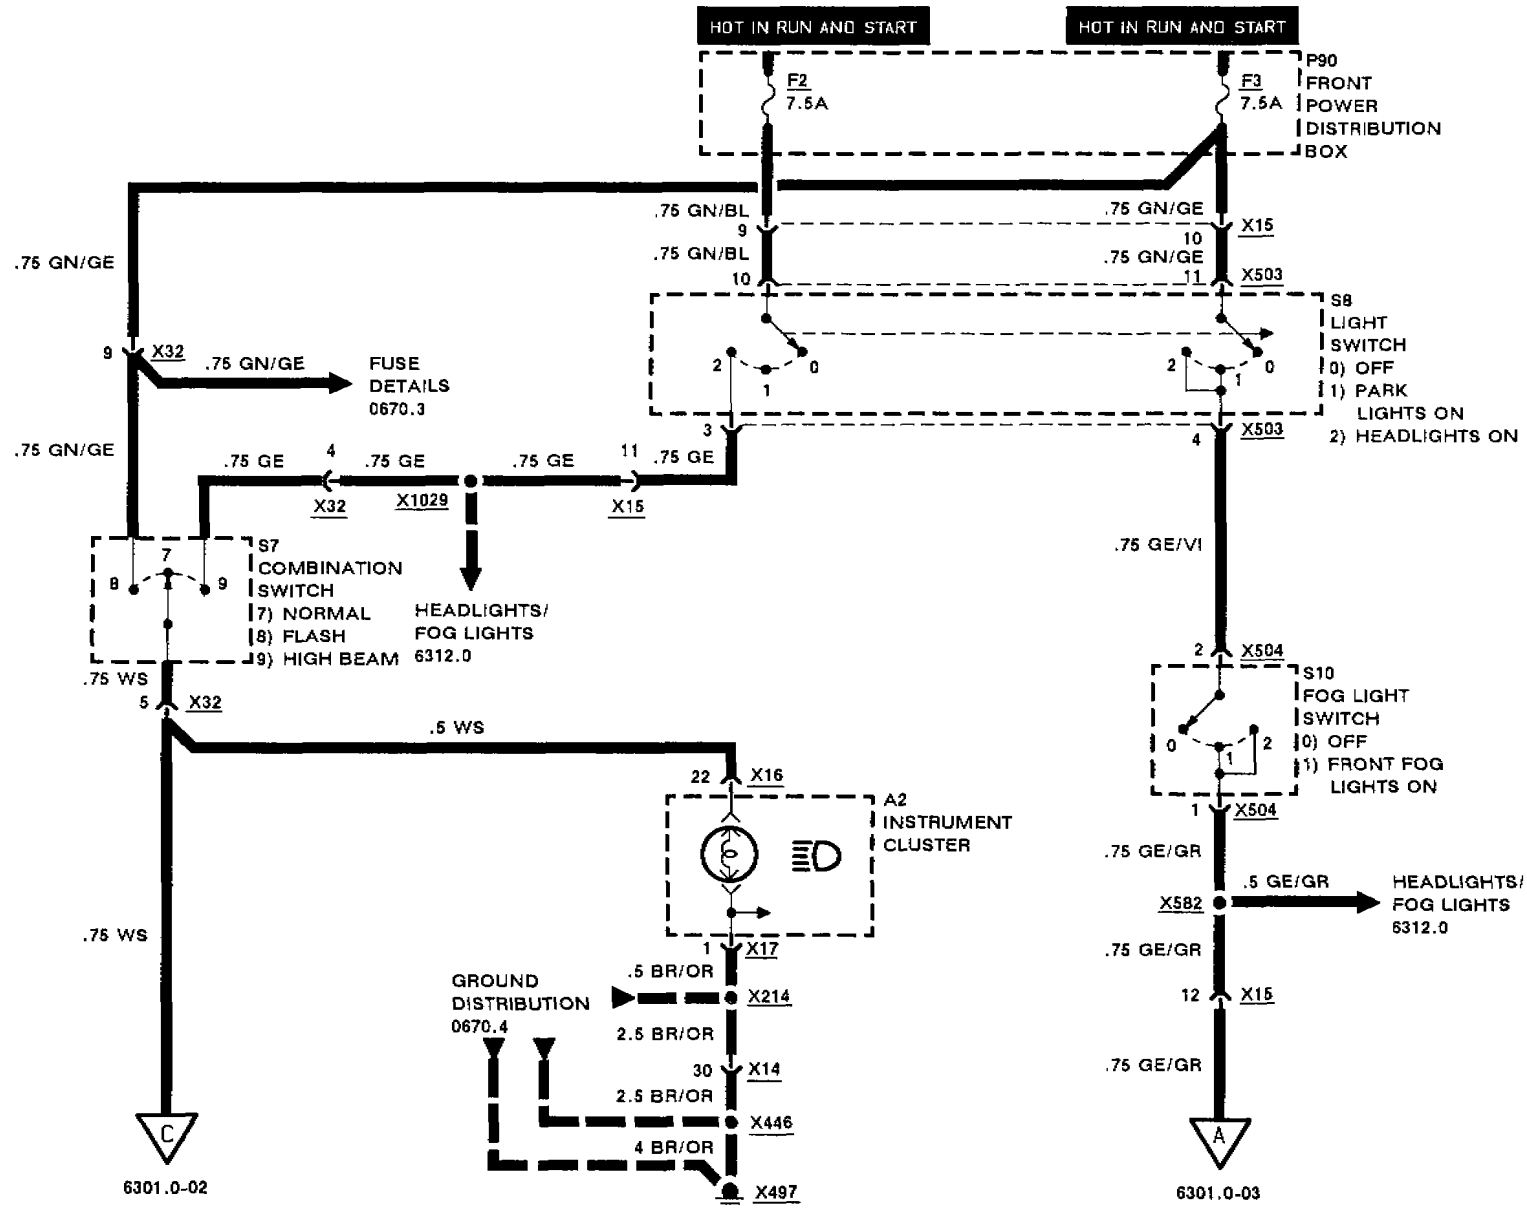 HOT IN RUN AND START
HOT IN RUN AND START
F2
7.5A
F3
7.5A
P90
FRONT
POWER
DISTRIBUTION
BOX
.75 GN/BL
9
.75 GN/GE
10
X15
.75 GN/BL
10
.75 GN/GE
11
X503
.75 GN/GE
S8
LIGHT
SWITCH
0) OFF
1) PARK
LIGHTS ON
2) HEADLIGHTS ON
2
1
0
2
1
0
9
X32
.75 GN/GE
FUSE
DETAILS
0670.3
3
4
X503
.75 GN/GE
.75 GE
4
X32
.75 GE
X1029
.75 GE
11
X15
.75 GE
HEADLIGHTS/
FOG LIGHTS
6312.0
8
7
9
S7
COMBINATION
SWITCH
7) NORMAL
8) FLASH
9) HIGH BEAM
.75 GE/VI
.75 WS
5
X32
.5 WS
2
X504
S10
FOG LIGHT
SWITCH
0) OFF
1) FRONT FOG
LIGHTS ON
0
1
2
22
X16
A2
INSTRUMENT
CLUSTER
1
X504
.75 GE/GR
X582
.5 GE/GR
HEADLIGHTS/
FOG LIGHTS
6312.0
.75 WS
.75 GE/GR
1
X17
.5 BR/OR
GROUND
DISTRIBUTION
0670.4
X214
12
X15
2.5 BR/OR
30
X14
.75 GE/GR
2.5 BR/OR
X446
4 BR/OR
X497
C
6301.0-02
A
6301.0-03